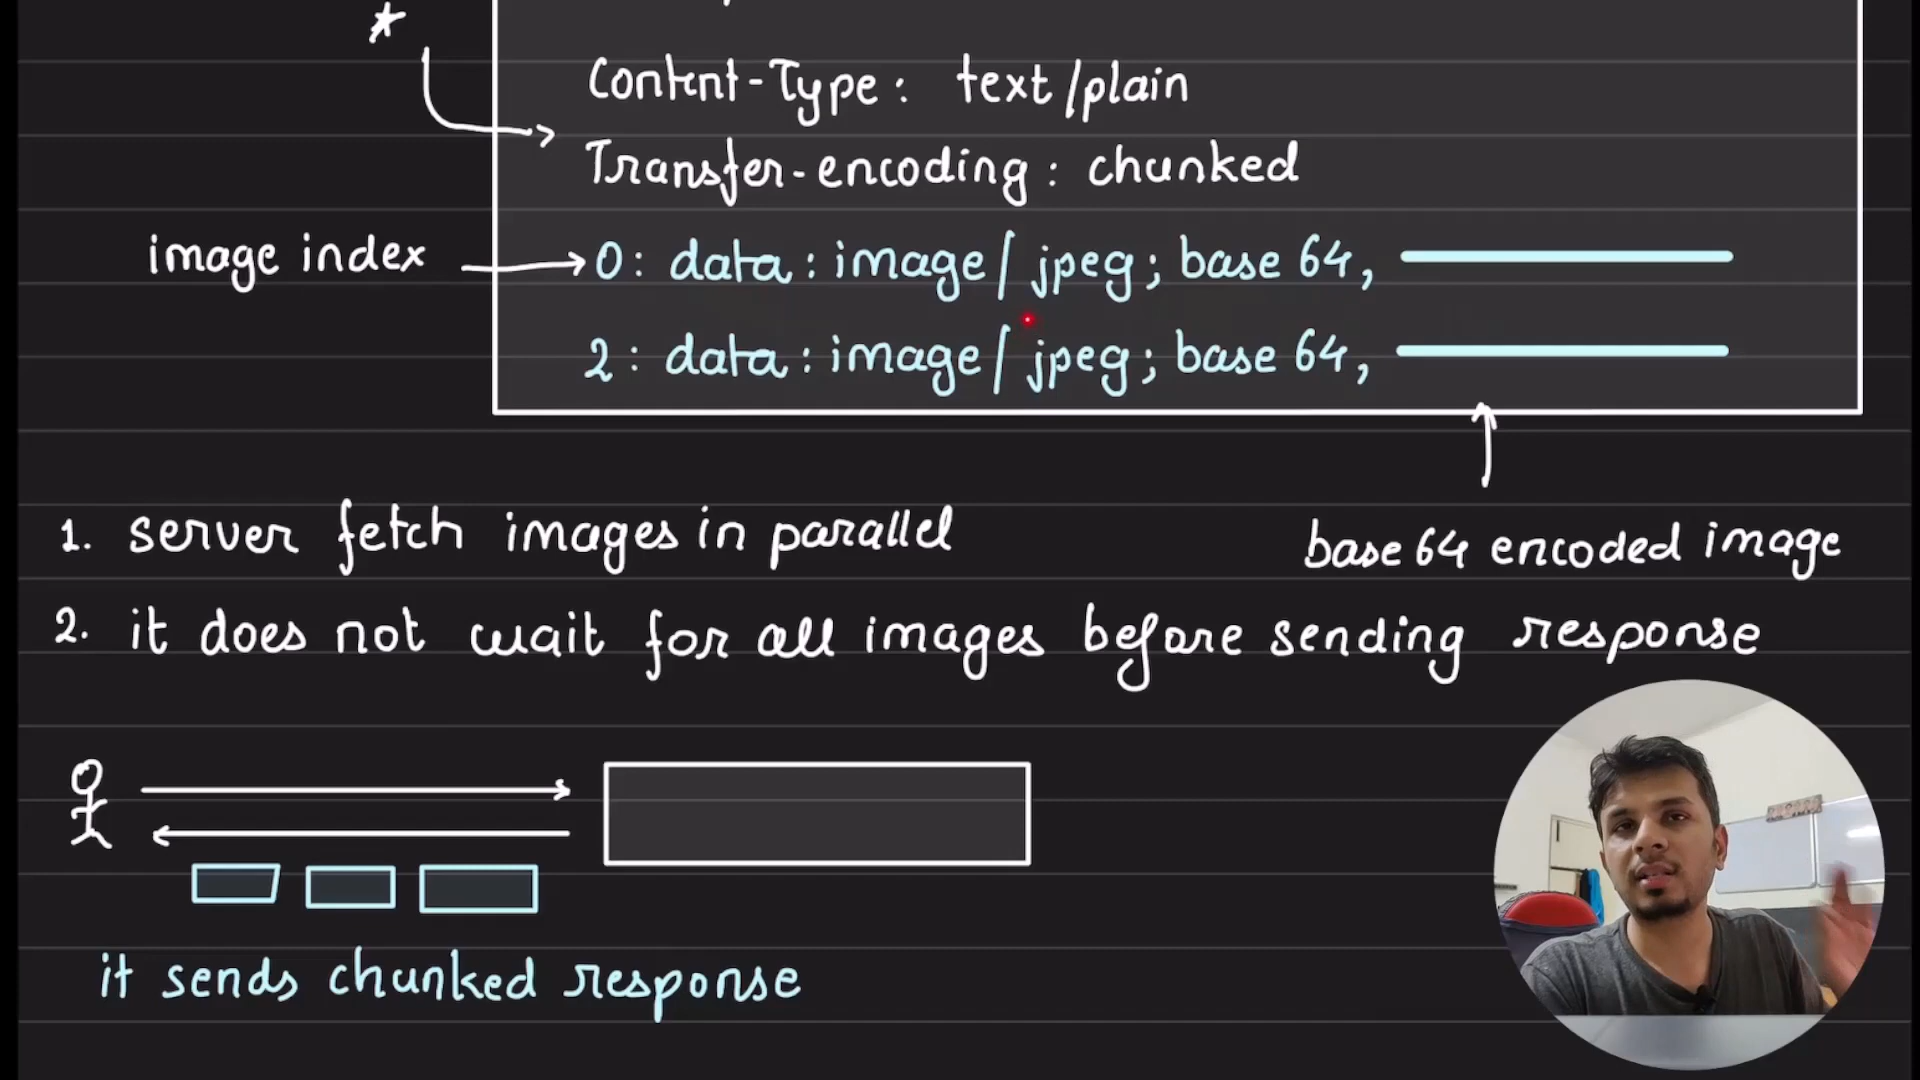 *
Content-Type: text/plain
Transfer-encoding: chunked
image index → 0: data: image/jpeg; base 64,
2: data: image/jpeg; base 64,
1. server fetch images in parallel
base 64 encoded image
2. it does not wait for all images before sending response
it sends chunked response